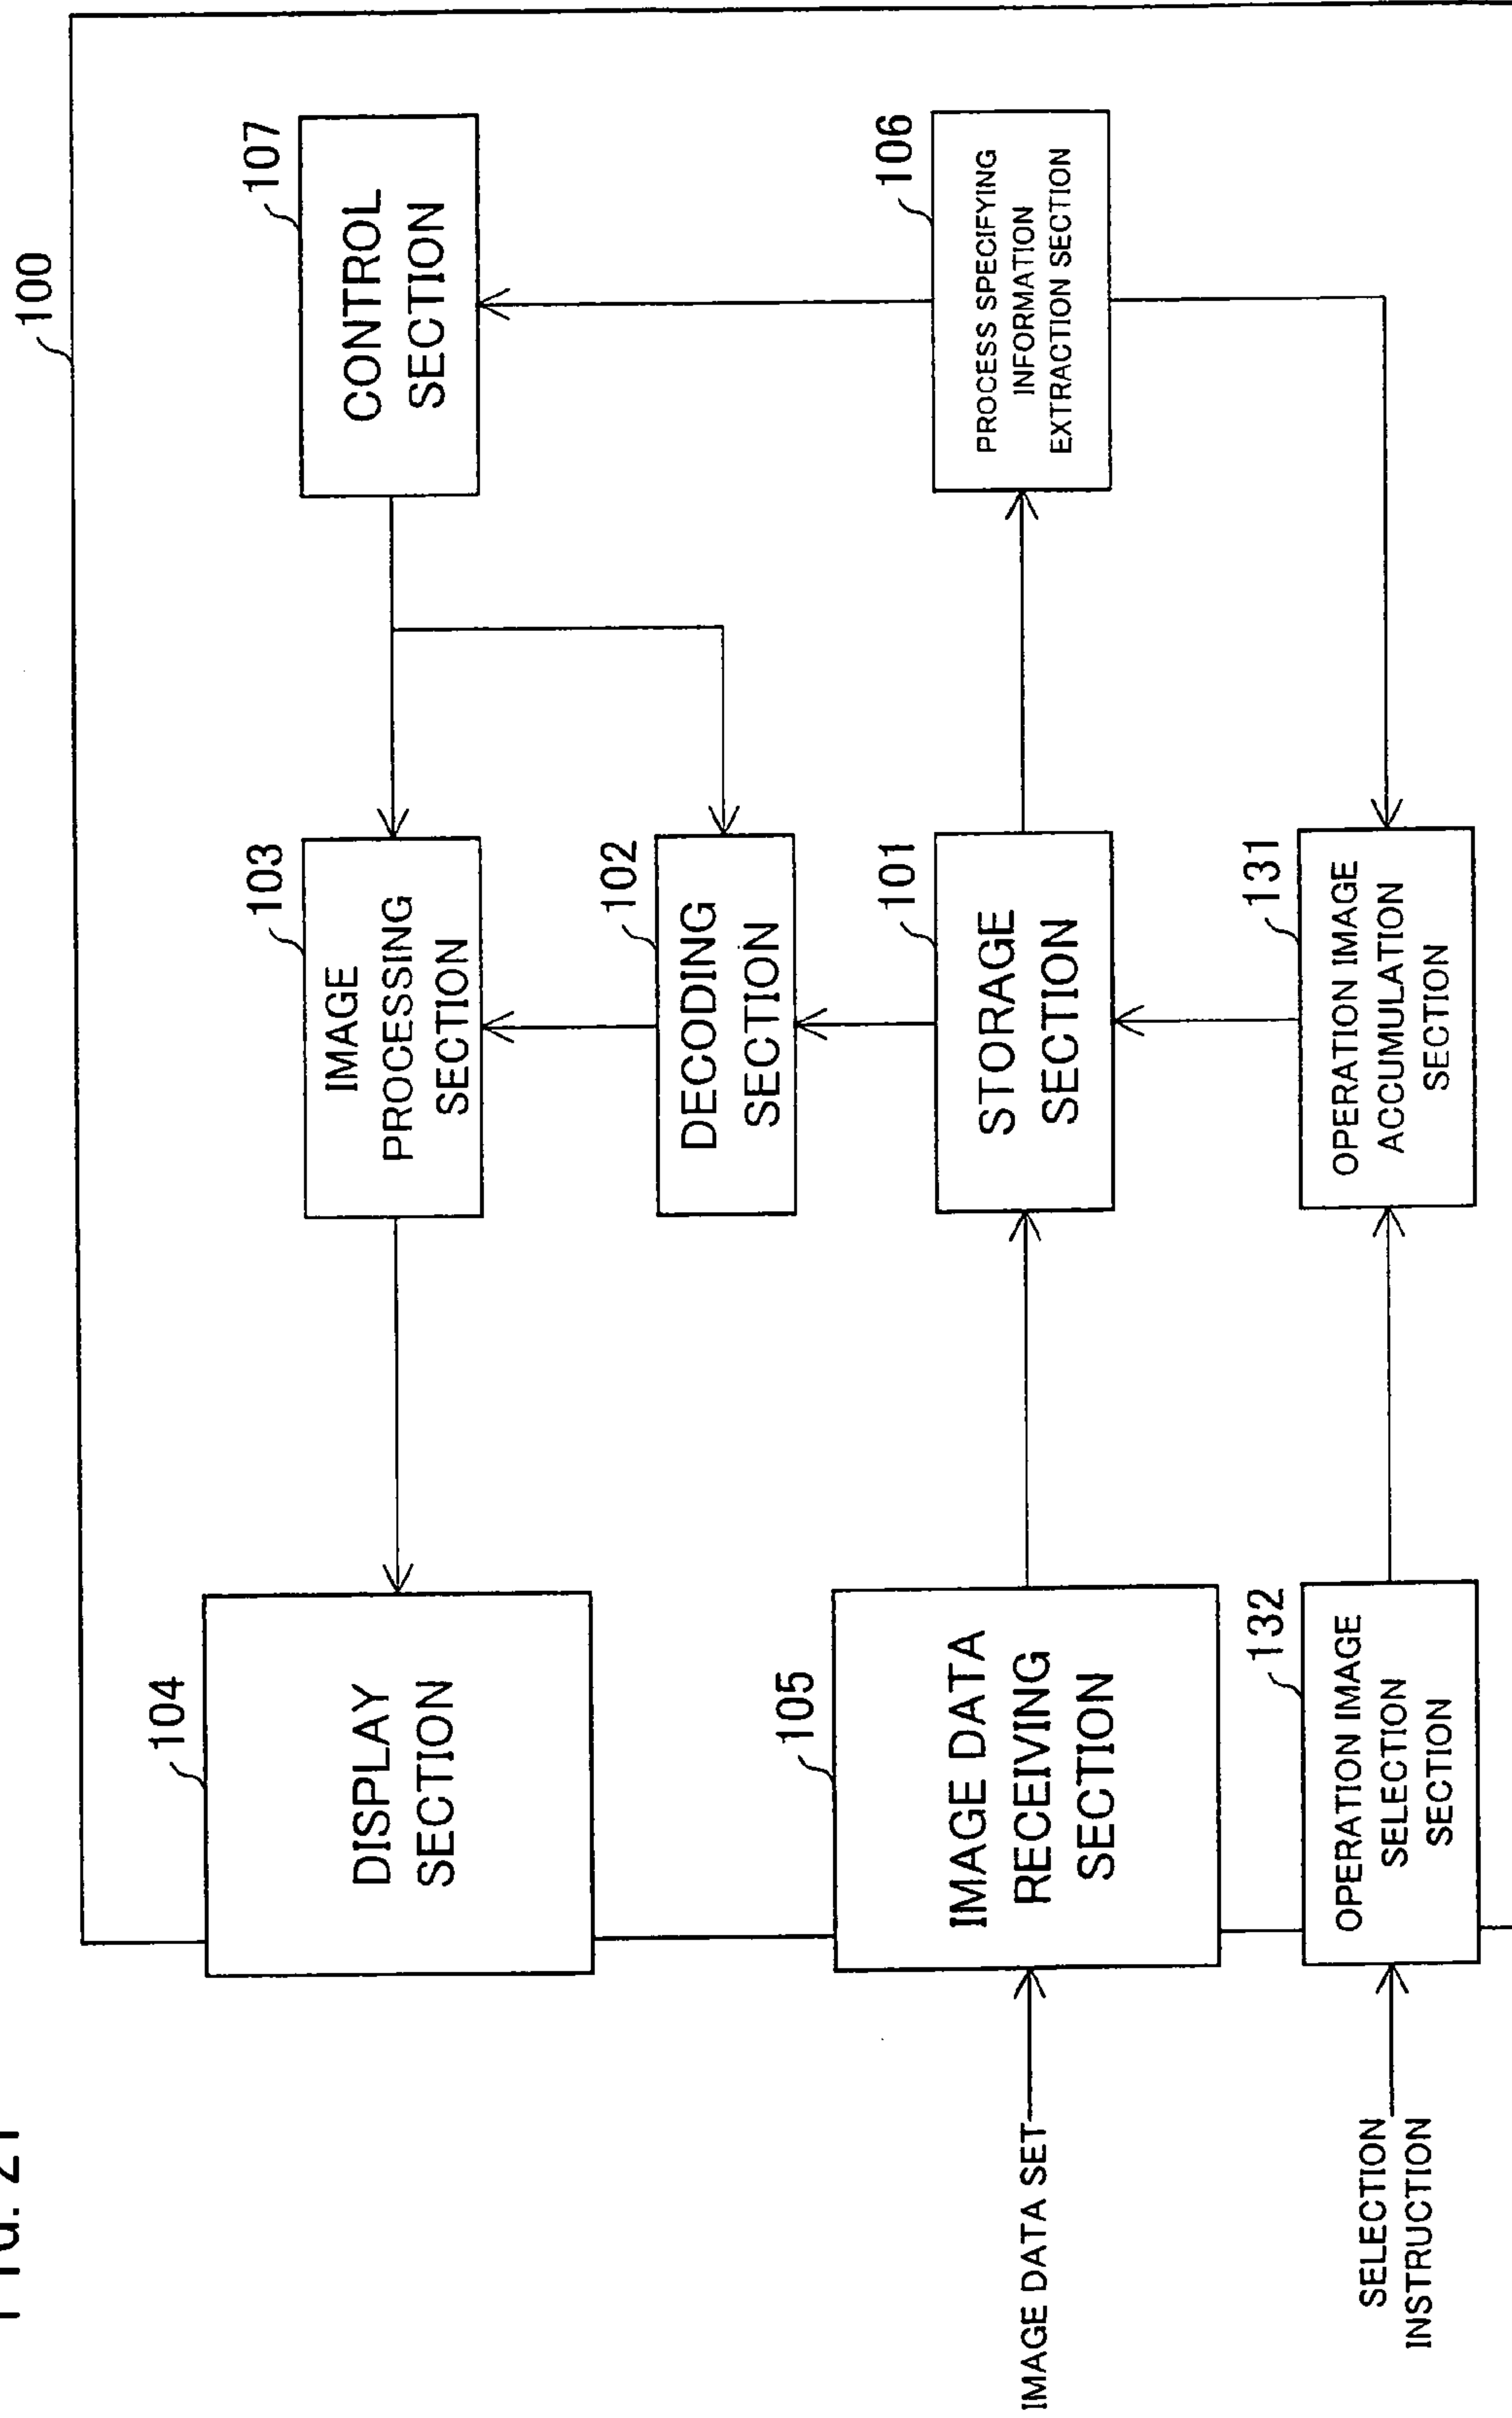 FIG. 21
100
104
DISPLAY
SECTION
103
IMAGE
PROCESSING
SECTION
107
CONTROL
SECTION
102
DECODING
SECTION
105
IMAGE DATA
RECEIVING
SECTION
IMAGE DATA SET
101
STORAGE
SECTION
106
PROCESS SPECIFYING
INFORMATION
EXTRACTION SECTION
132
OPERATION IMAGE
SELECTION
SECTION
SELECTION
INSTRUCTION
131
OPERATION IMAGE
ACCUMULATION
SECTION